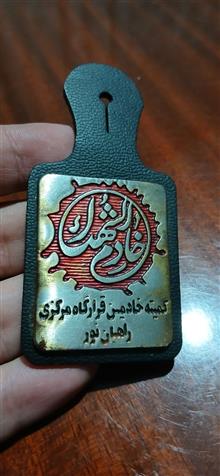 خادم الشهداء
کمیته خادمین قرارگاه مرکزی
راهیان نور